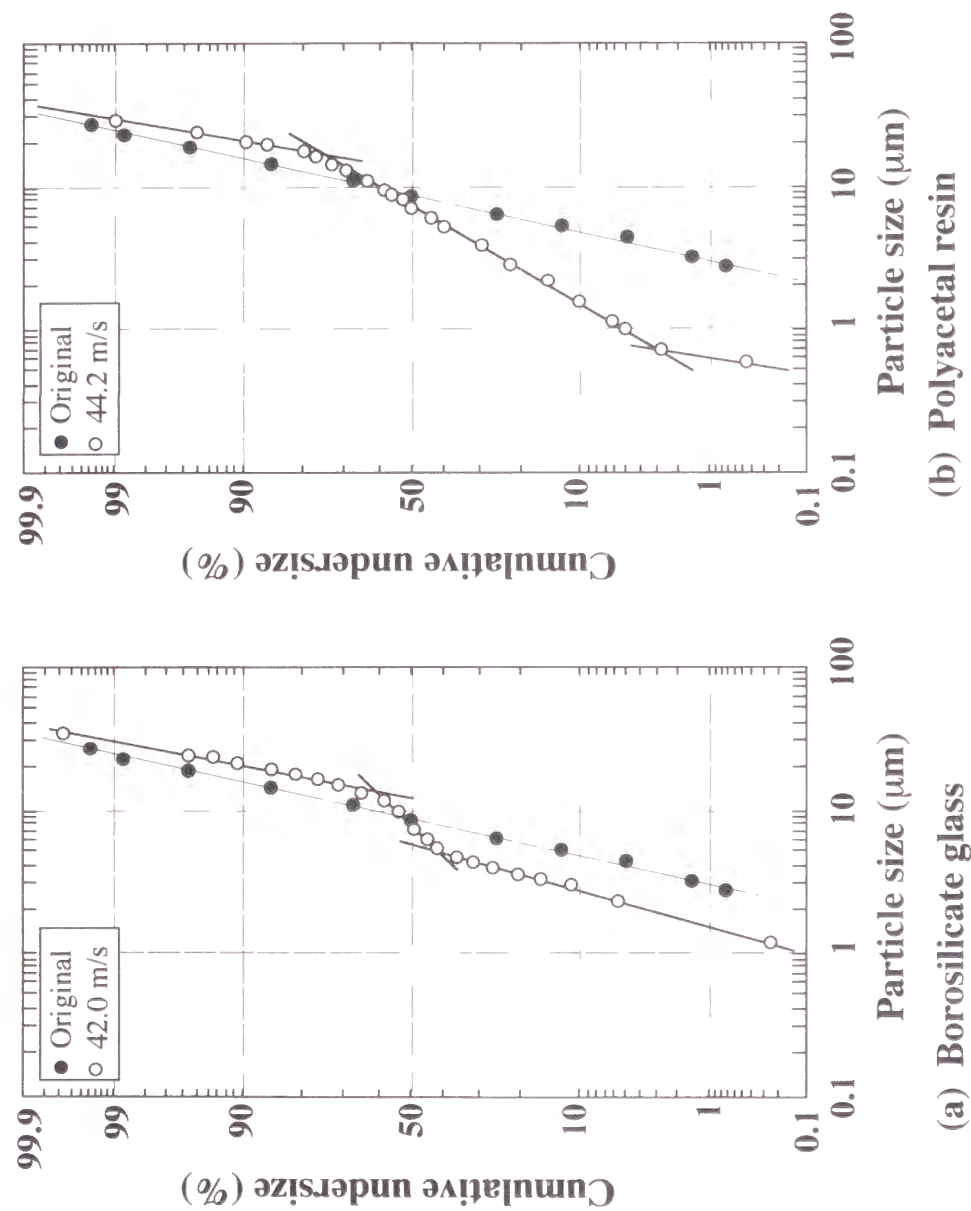 99.9
99
90
50
10
1
0.1
Cumulative undersize (%)
● Original
○ 42.0 m/s
0.1
1
10
100
Particle size (μm)
(a) Borosilicate glass
99.9
99
90
50
10
1
0.1
Cumulative undersize (%)
● Original
○ 44.2 m/s
0.1
1
10
100
Particle size (μm)
(b) Polyacetal resin